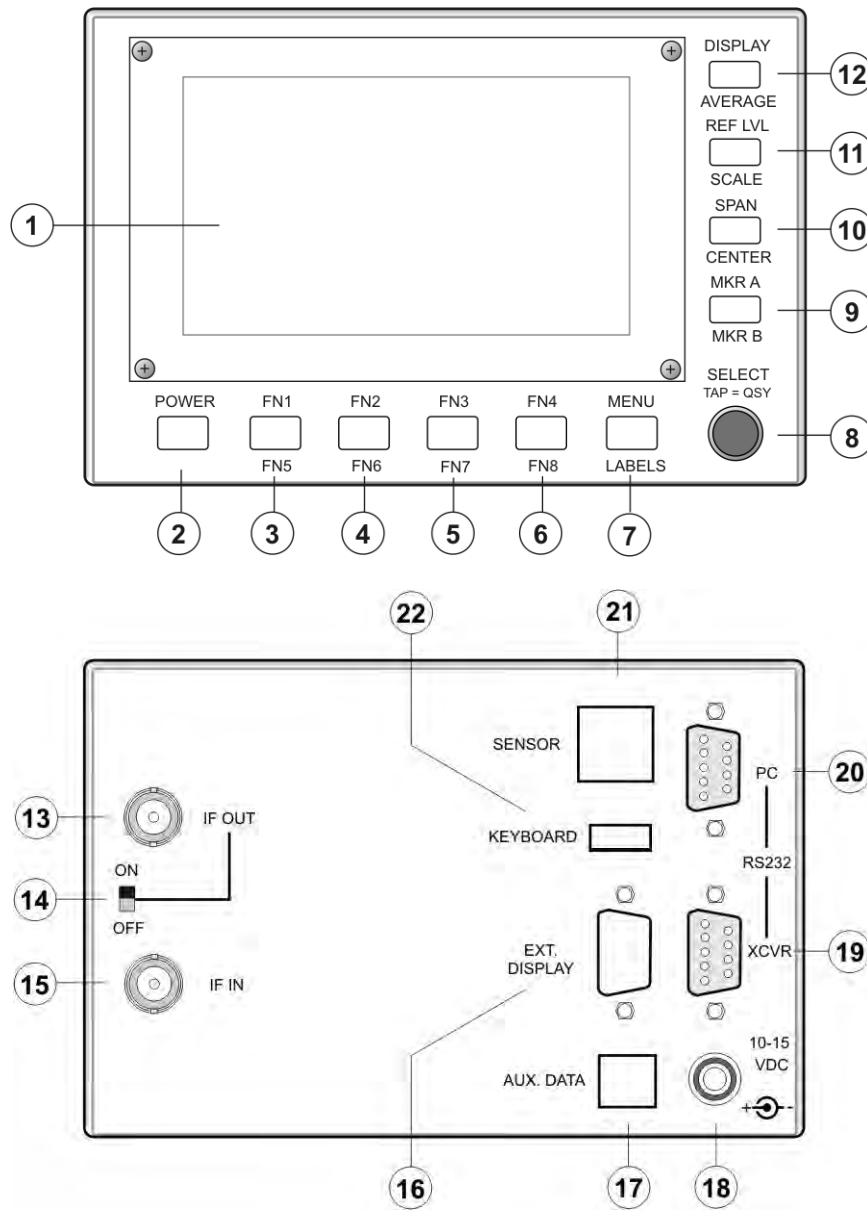 DISPLAY
12
AVERAGE
REF LVL
11
SCALE
1
SPAN
10
CENTER
MKR A
9
MKR B
SELECT
TAP = QSY
8
POWER FN1 FN2 FN3 FN4 MENU
FN5 FN6 FN7 FN8 LABELS
2 3 4 5 6 7
22 21
SENSOR
PC 20
13 IF OUT
KEYBOARD
ON
RS232
14
OFF
EXT.
DISPLAY
XCVR 19
15 IF IN
10-15
VDC
AUX. DATA
+ -
16 17 18